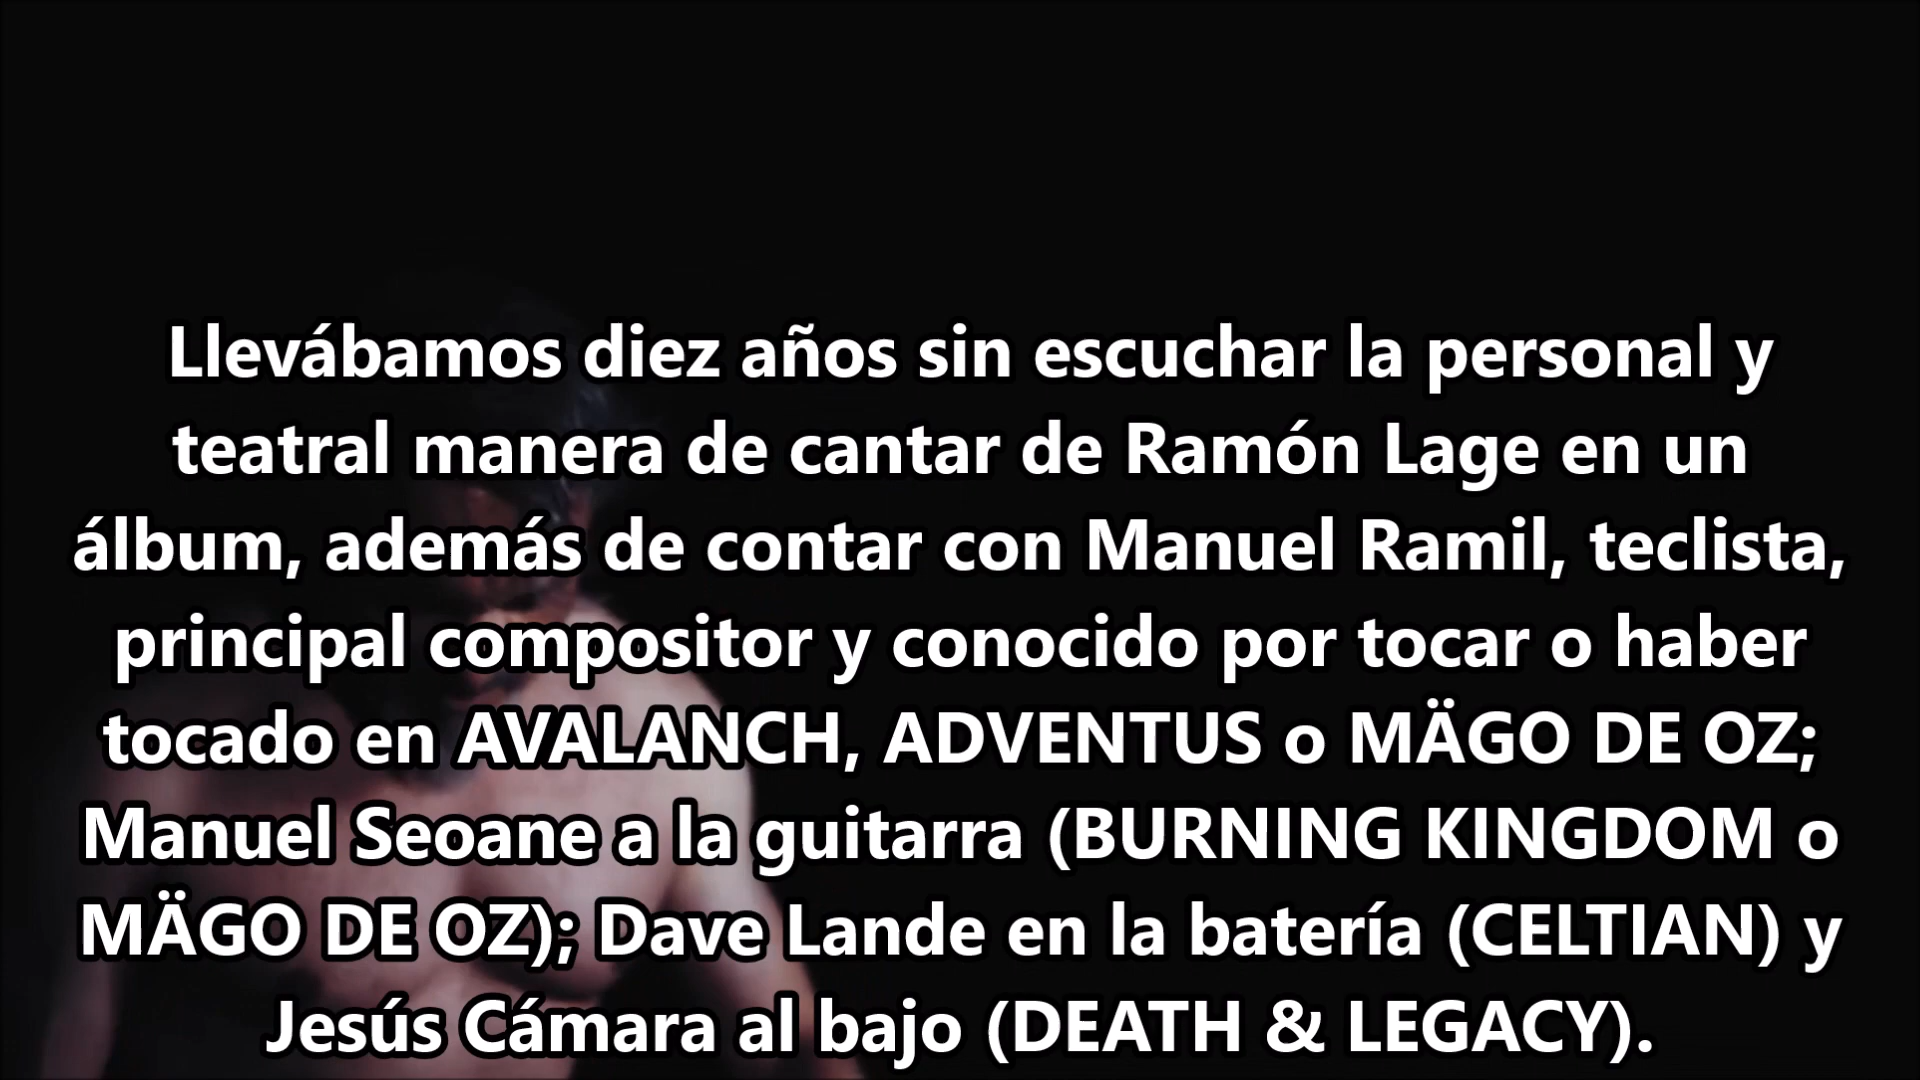 Llevábamos diez años sin escuchar la personal y
teatral manera de cantar de Ramón Lage en un
álbum, además de contar con Manuel Ramil, teclista,
principal compositor y conocido por tocar o haber
tocado en AVALANCH, ADVENTUS o MÄGO DE OZ;
Manuel Seoane a la guitarra (BURNING KINGDOM o
MÄGO DE OZ); Dave Lande en la batería (CELTIAN) y
Jesús Cámara al bajo (DEATH & LEGACY).